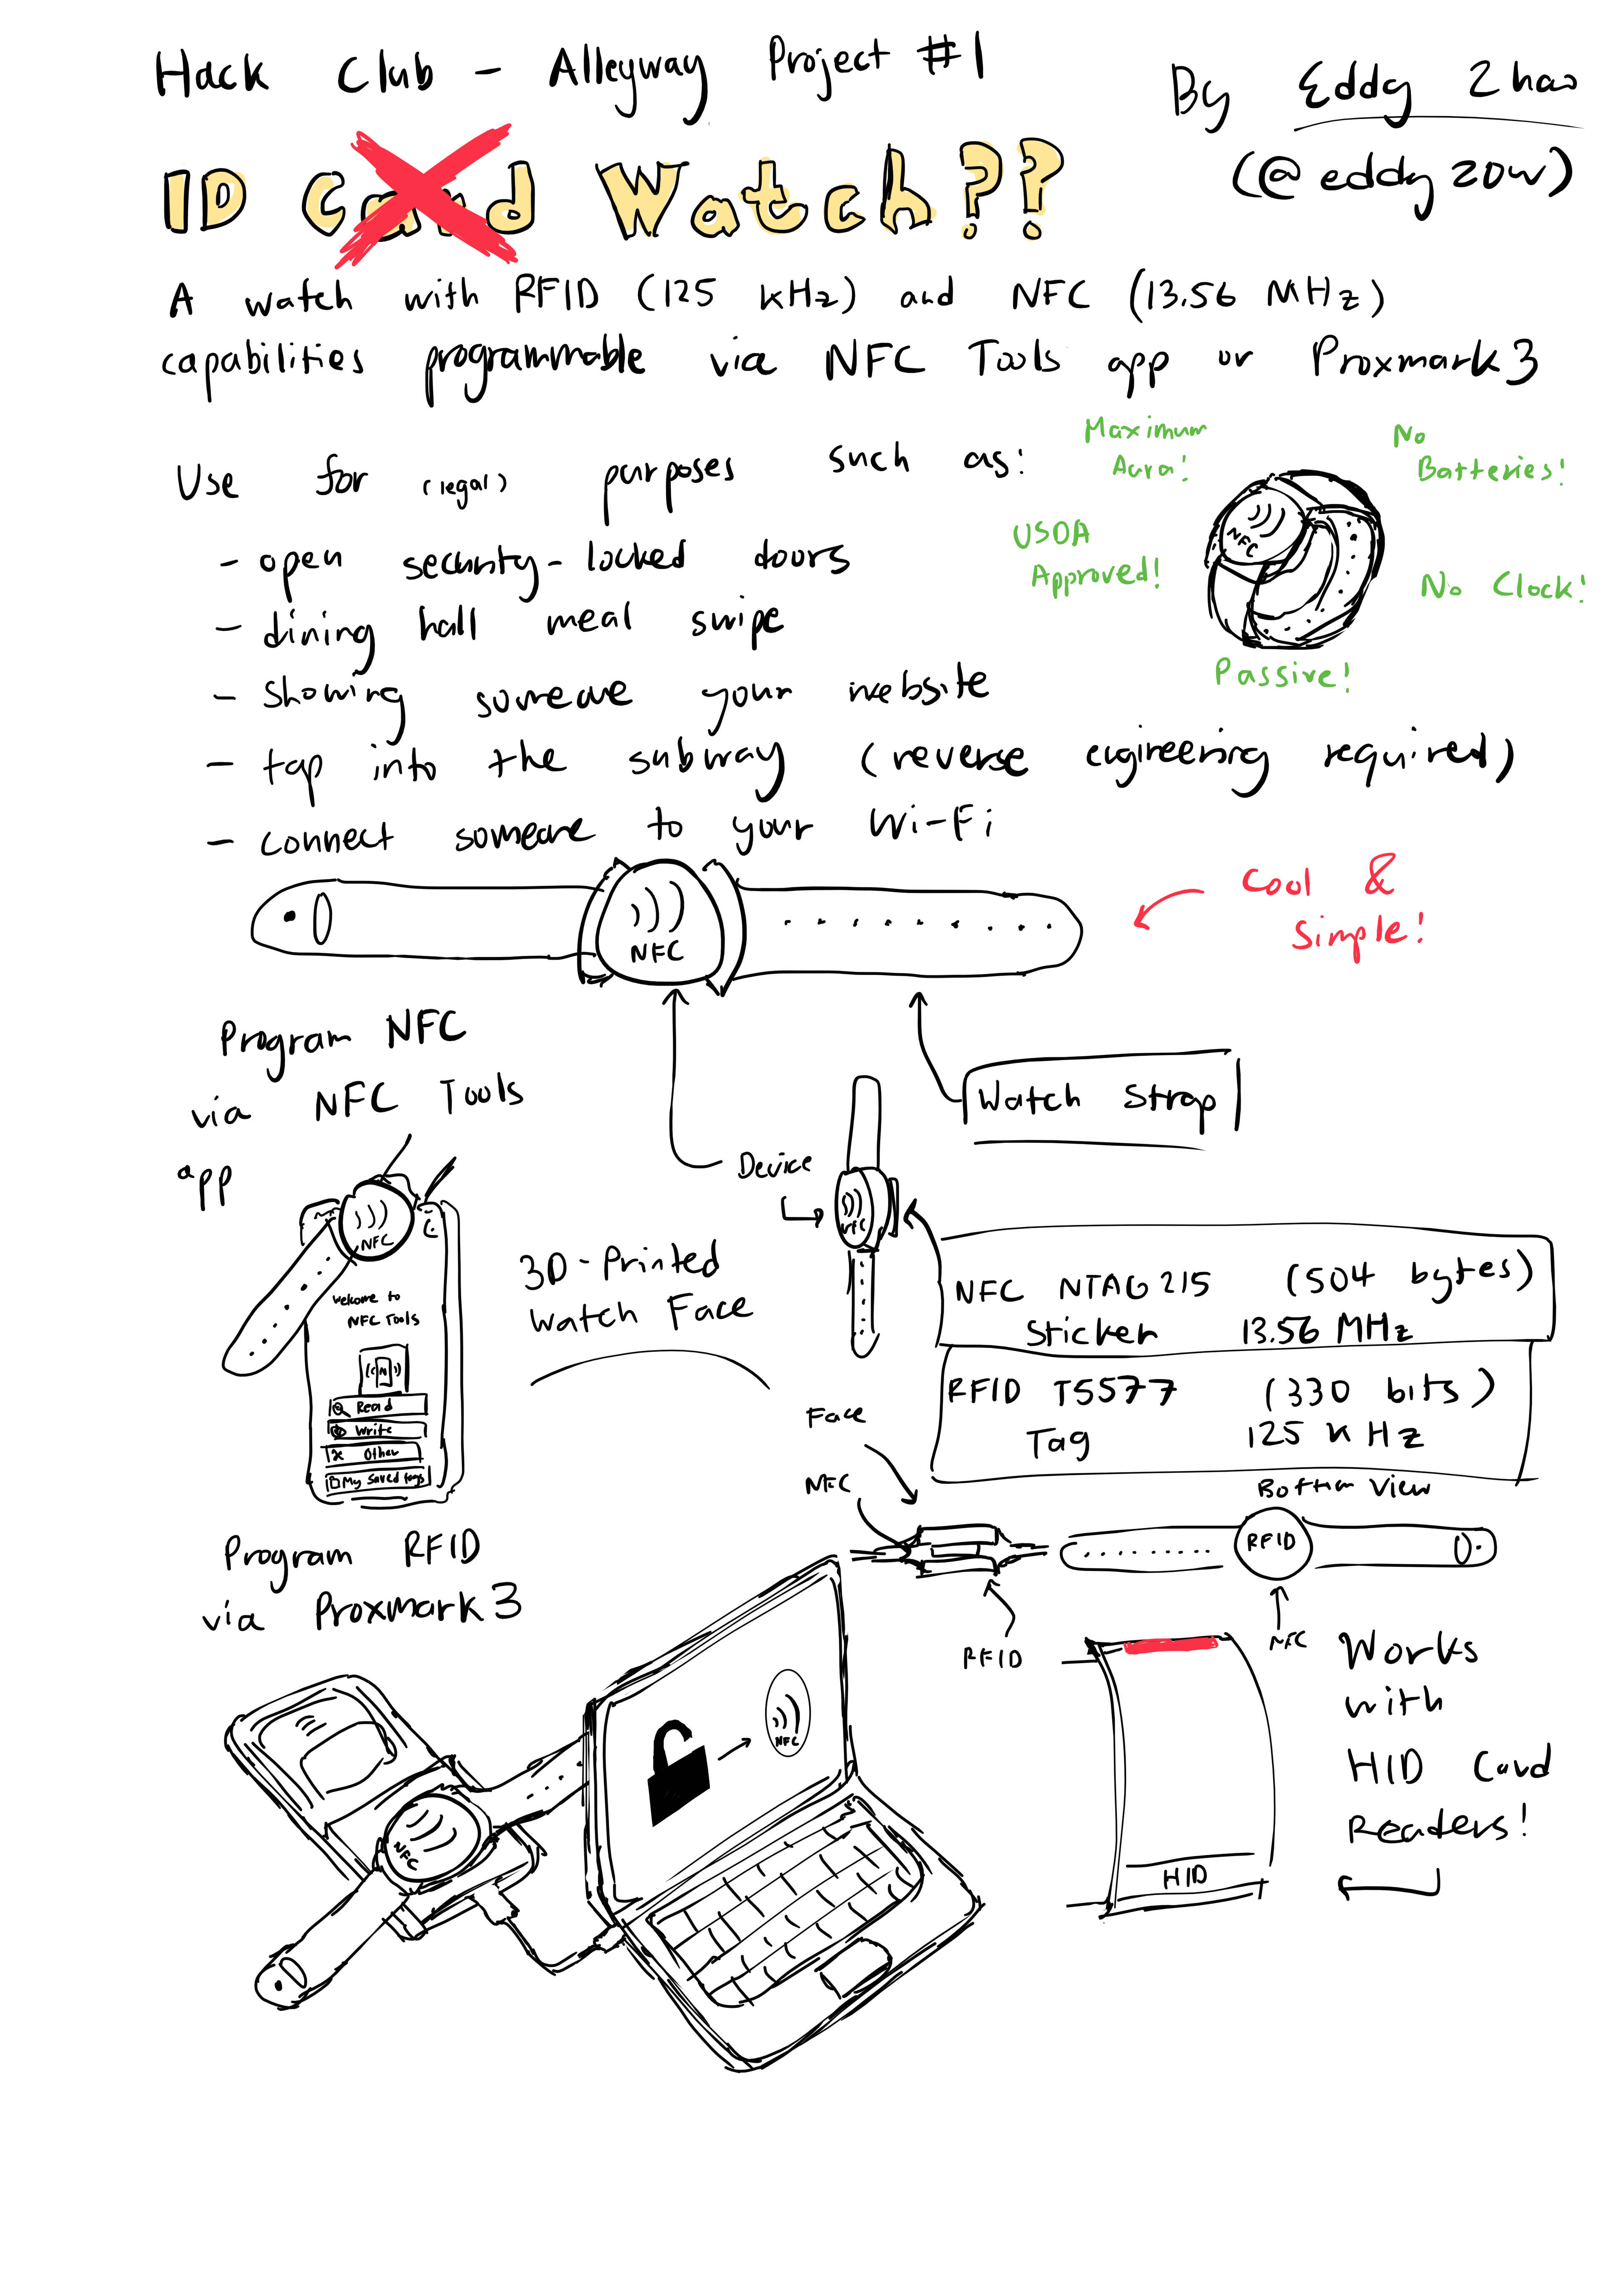 Hack Club - Alleyway Project #1
By Eddy Zhao
(@eddy20w)
ID Card Watch??
A watch with RFID (125 kHz) and NFC (13.56 MHz)
capabilities programmable via NFC Tools app or Proxmark3
Use for (legal) purposes such as:
- open security-locked doors
- dining hall meal swipe
- showing someone your website
- tap into the subway (reverse engineering required)
- connect someone to your Wi-Fi
Maximum
Aura!
No
Batteries!
USDA
Approved!
NFC
No Clock!
Passive!
NFC
Cool &
Simple!
Watch Strap
Device
NFC
Program NFC
via NFC Tools
app
NFC
Welcome to
NFC Tools
Read
Write
Other
My saved tags
3D-Printed
Watch Face
NFC NTAG215 (504 bytes)
Sticker 13.56 MHz
RFID T5577 (330 bits)
Tag 125 kHz
Face
NFC
RFID
Bottom View
RFID
NFC
Program RFID
via Proxmark3
NFC
NFC
HID
Works
with
HID Card
Readers!